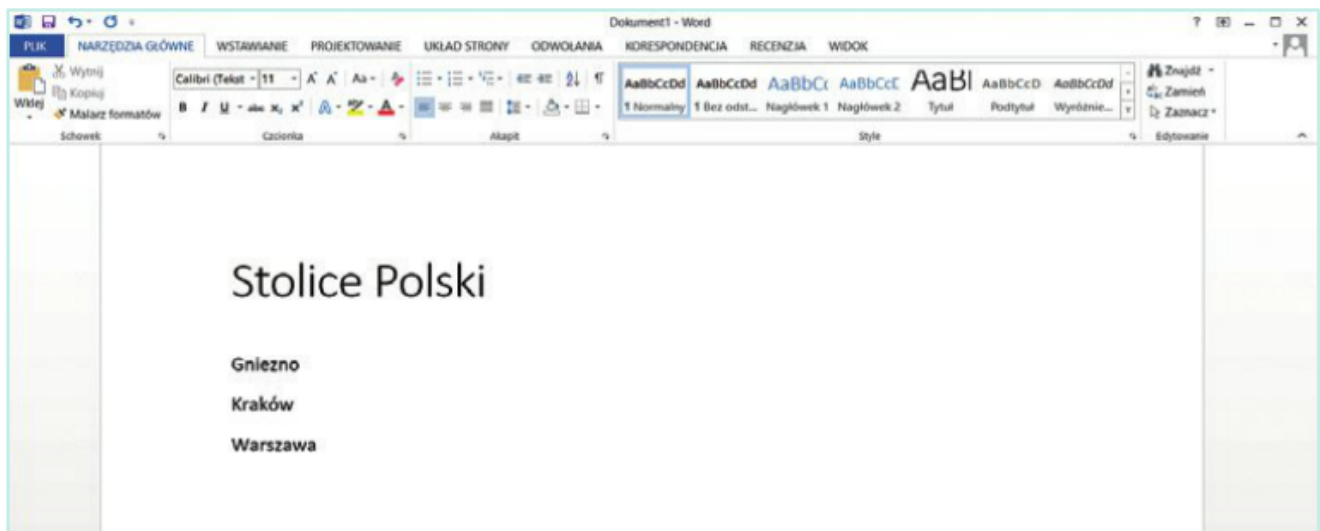 Dokument1 - Word
PLIK NARZĘDZIA GŁÓWNE WSTAWIANIE PROJEKTOWANIE UKŁAD STRONY ODWOŁANIA KORESPONDENCJA RECENZJA WIDOK
Wklej
Wytnij
Kopiuj
Malarz formatów
Schowek
Calibri (Tekst 11
Czcionka
Akapit
AaBbCcDd AaBbCcDd AaBbCc AaBbCcC AaBl AaBbCcD AaBbCcDd
1 Normalny 1 Bez odst... Nagłówek 1 Nagłówek 2 Tytuł Podtytuł Wyróżnie...
Style
Znajdź
Zamień
Zaznacz
Edytowanie
Stolice Polski
Gniezno
Kraków
Warszawa